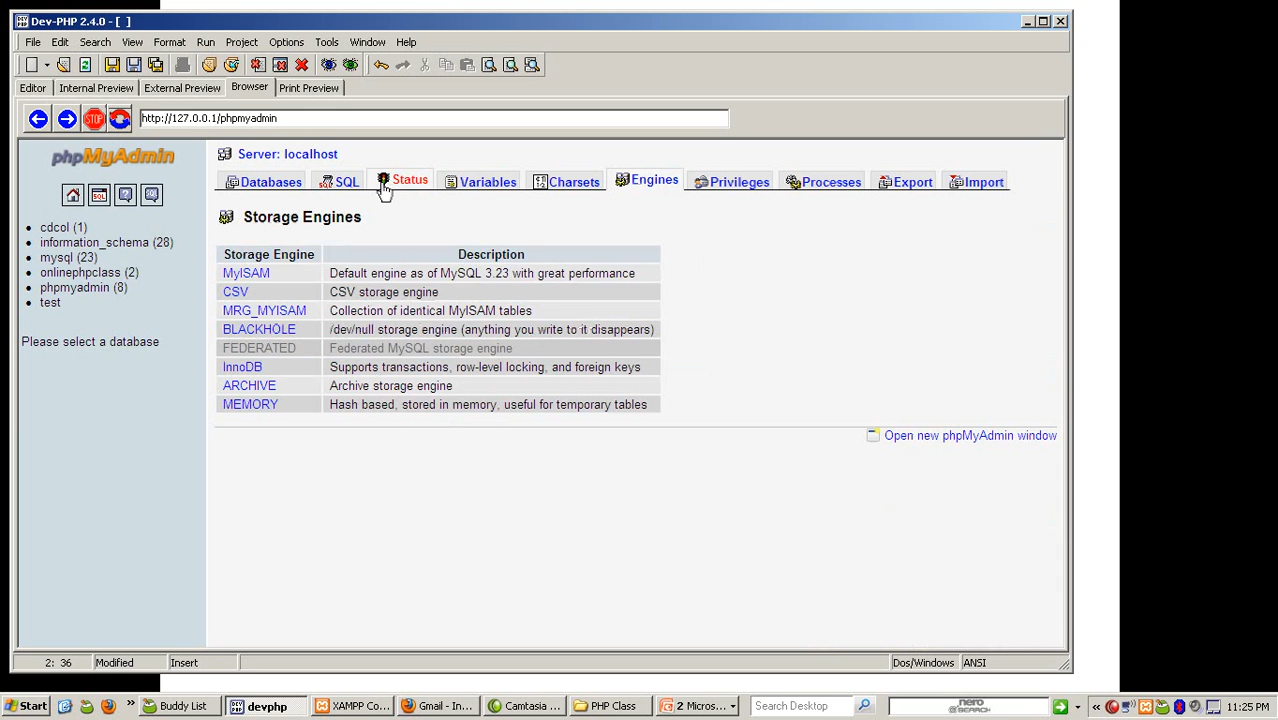 Dev-PHP 2.4.0 - [ ]
File Edit Search View Format Run Project Options Tools Window Help
Editor Internal Preview External Preview Browser Print Preview
STOP http://127.0.0.1/phpmyadmin
phpMyAdmin
SQL
cdcol (1)
information_schema (28)
mysql (23)
onlinephpclass (2)
phpmyadmin (8)
test
Please select a database
Server: localhost
Databases SQL Status Variables Charsets Engines Privileges Processes Export Import
Storage Engines
Storage Engine Description
MyISAM Default engine as of MySQL 3.23 with great performance
CSV CSV storage engine
MRG_MYISAM Collection of identical MyISAM tables
BLACKHOLE /dev/null storage engine (anything you write to it disappears)
FEDERATED Federated MySQL storage engine
InnoDB Supports transactions, row-level locking, and foreign keys
ARCHIVE Archive storage engine
MEMORY Hash based, stored in memory, useful for temporary tables
Open new phpMyAdmin window
2: 36 Modified Insert Dos/Windows ANSI
Start » Buddy List devphp XAMPP Co... Gmail - In... Camtasia ... PHP Class 2 Micros... Search Desktop nero SEARCH « 11:25 PM